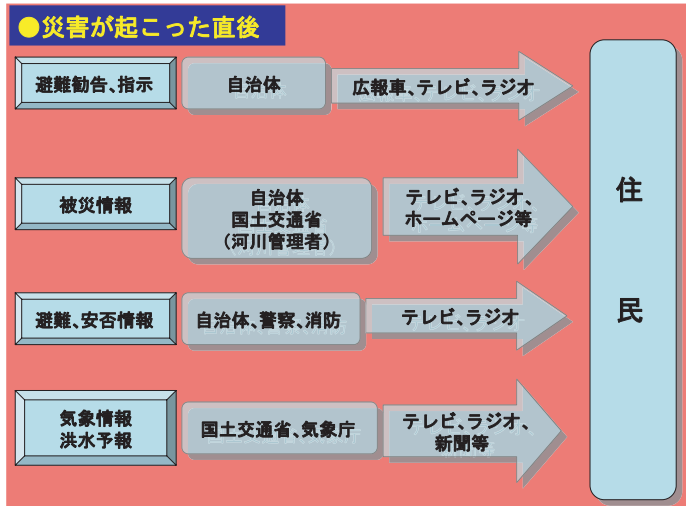 ●災害が起こった直後
避難勧告、指示
自治体
広報車、テレビ、ラジオ
被災情報
自治体
国土交通省
（河川管理者）
テレビ、ラジオ、
ホームページ等
避難、安否情報
自治体、警察、消防
テレビ、ラジオ
気象情報
洪水予報
国土交通省、気象庁
テレビ、ラジオ、
新聞等
住
民